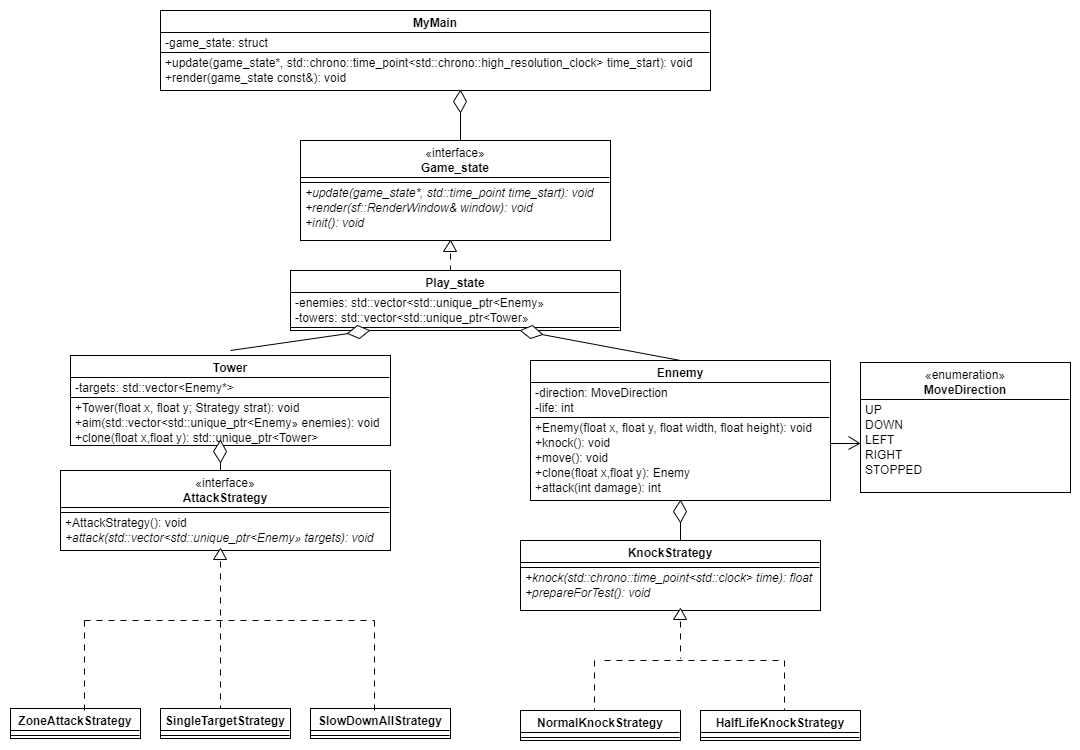 MyMain
-game_state: struct
+update(game_state*, std::chrono::time_point<std::chrono::high_resolution_clock> time_start): void
+render(game_state const&): void
«interface»
Game_state
+update(game_state*, std::time_point time_start): void
+render(sf::RenderWindow& window): void
+init(): void
Play_state
-enemies: std::vector<std::unique_ptr<Enemy»
-towers: std::vector<std::unique_ptr<Tower»
Tower
-targets: std::vector<Enemy*>
+Tower(float x, float y; Strategy strat): void
+aim(std::vector<std::unique_ptr<Enemy» enemies): void
+clone(float x,float y): std::unique_ptr<Tower>
Ennemy
-direction: MoveDirection
-life: int
+Enemy(float x, float y, float width, float height): void
+knock(): void
+move(): void
+clone(float x,float y): Enemy
+attack(int damage): int
«enumeration»
MoveDirection
UP
DOWN
LEFT
RIGHT
STOPPED
«interface»
AttackStrategy
+AttackStrategy(): void
+attack(std::vector<std::unique_ptr<Enemy» targets): void
KnockStrategy
+knock(std::chrono::time_point<std::clock> time): float
+prepareForTest(): void
ZoneAttackStrategy
SingleTargetStrategy
SlowDownAllStrategy
NormalKnockStrategy
HalfLifeKnockStrategy